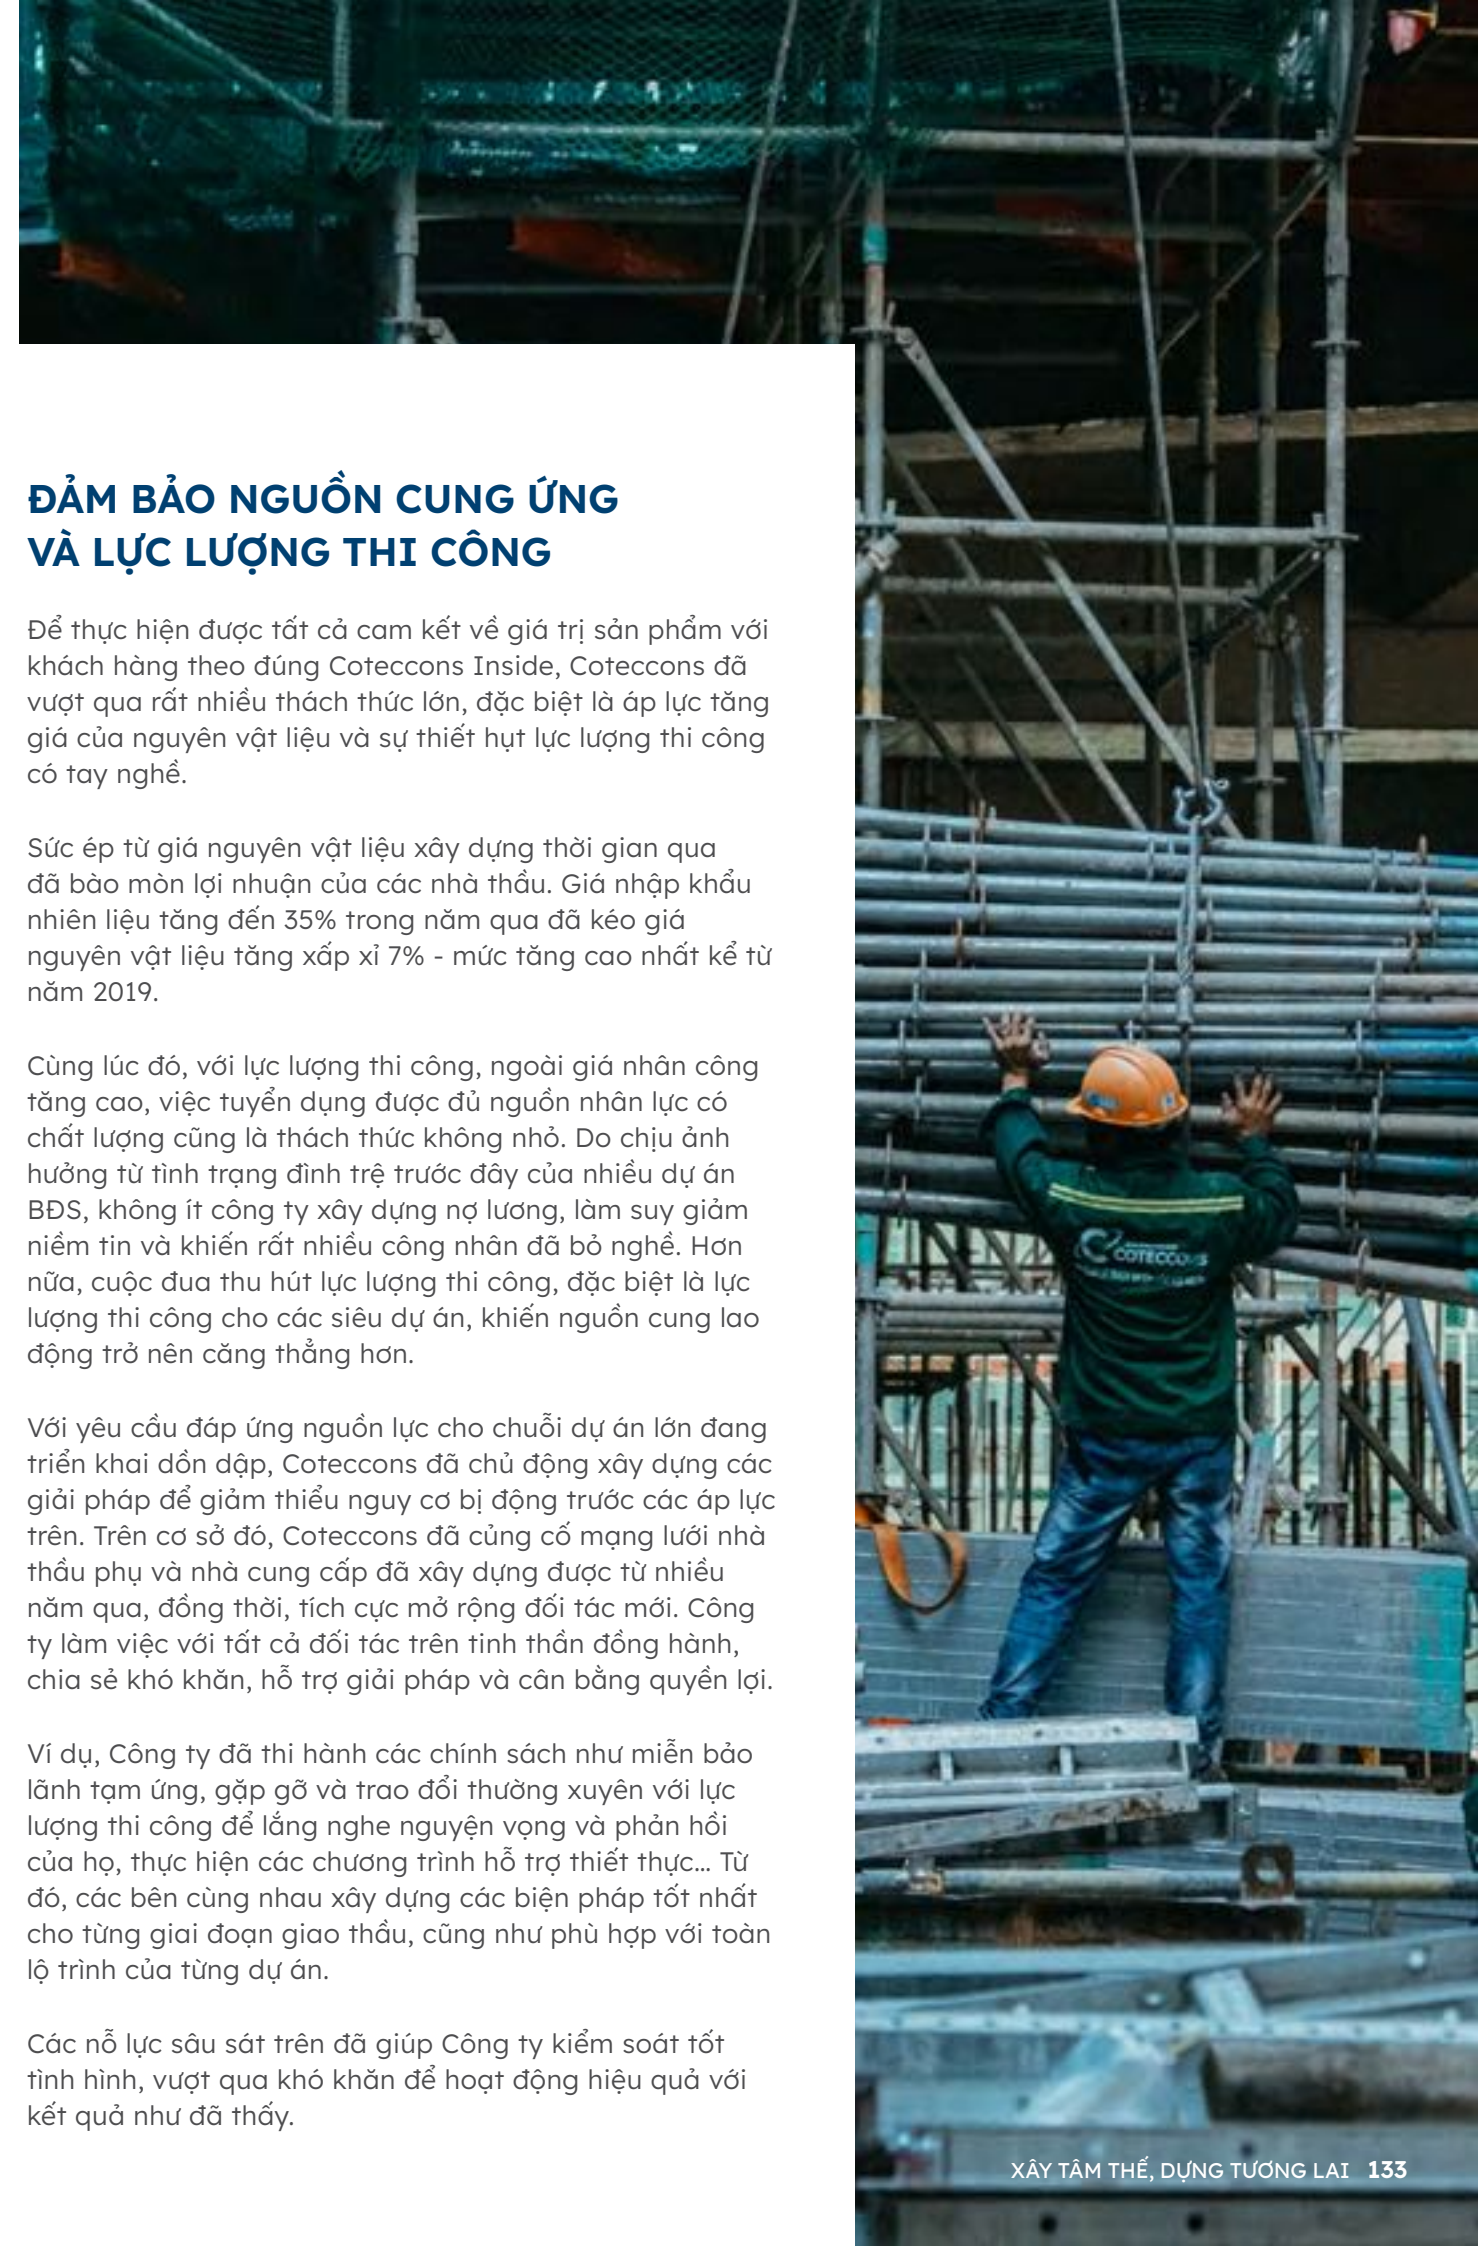 ĐẢM BẢO NGUỒN CUNG ỨNG
VÀ LỰC LƯỢNG THI CÔNG
Để thực hiện được tất cả cam kết về giá trị sản phẩm với
khách hàng theo đúng Coteccons Inside, Coteccons đã
vượt qua rất nhiều thách thức lớn, đặc biệt là áp lực tăng
giá của nguyên vật liệu và sự thiết hụt lực lượng thi công
có tay nghề.
Sức ép từ giá nguyên vật liệu xây dựng thời gian qua
đã bào mòn lợi nhuận của các nhà thầu. Giá nhập khẩu
nhiên liệu tăng đến 35% trong năm qua đã kéo giá
nguyên vật liệu tăng xấp xỉ 7% - mức tăng cao nhất kể từ
năm 2019.
Cùng lúc đó, với lực lượng thi công, ngoài giá nhân công
tăng cao, việc tuyển dụng được đủ nguồn nhân lực có
chất lượng cũng là thách thức không nhỏ. Do chịu ảnh
hưởng từ tình trạng đình trệ trước đây của nhiều dự án
BĐS, không ít công ty xây dựng nợ lương, làm suy giảm
niềm tin và khiến rất nhiều công nhân đã bỏ nghề. Hơn
nữa, cuộc đua thu hút lực lượng thi công, đặc biệt là lực
lượng thi công cho các siêu dự án, khiến nguồn cung lao
động trở nên căng thẳng hơn.
Với yêu cầu đáp ứng nguồn lực cho chuỗi dự án lớn đang
triển khai dồn dập, Coteccons đã chủ động xây dựng các
giải pháp để giảm thiểu nguy cơ bị động trước các áp lực
trên. Trên cơ sở đó, Coteccons đã củng cố mạng lưới nhà
thầu phụ và nhà cung cấp đã xây dựng được từ nhiều
năm qua, đồng thời, tích cực mở rộng đối tác mới. Công
ty làm việc với tất cả đối tác trên tinh thần đồng hành,
chia sẻ khó khăn, hỗ trợ giải pháp và cân bằng quyền lợi.
Ví dụ, Công ty đã thi hành các chính sách như miễn bảo
lãnh tạm ứng, gặp gỡ và trao đổi thường xuyên với lực
lượng thi công để lắng nghe nguyện vọng và phản hồi
của họ, thực hiện các chương trình hỗ trợ thiết thực... Từ
đó, các bên cùng nhau xây dựng các biện pháp tốt nhất
cho từng giai đoạn giao thầu, cũng như phù hợp với toàn
lộ trình của từng dự án.
Các nỗ lực sâu sát trên đã giúp Công ty kiểm soát tốt
tình hình, vượt qua khó khăn để hoạt động hiệu quả với
kết quả như đã thấy.
COTECCONS
XÂY TÂM THẾ, DỰNG TƯƠNG LAI 133